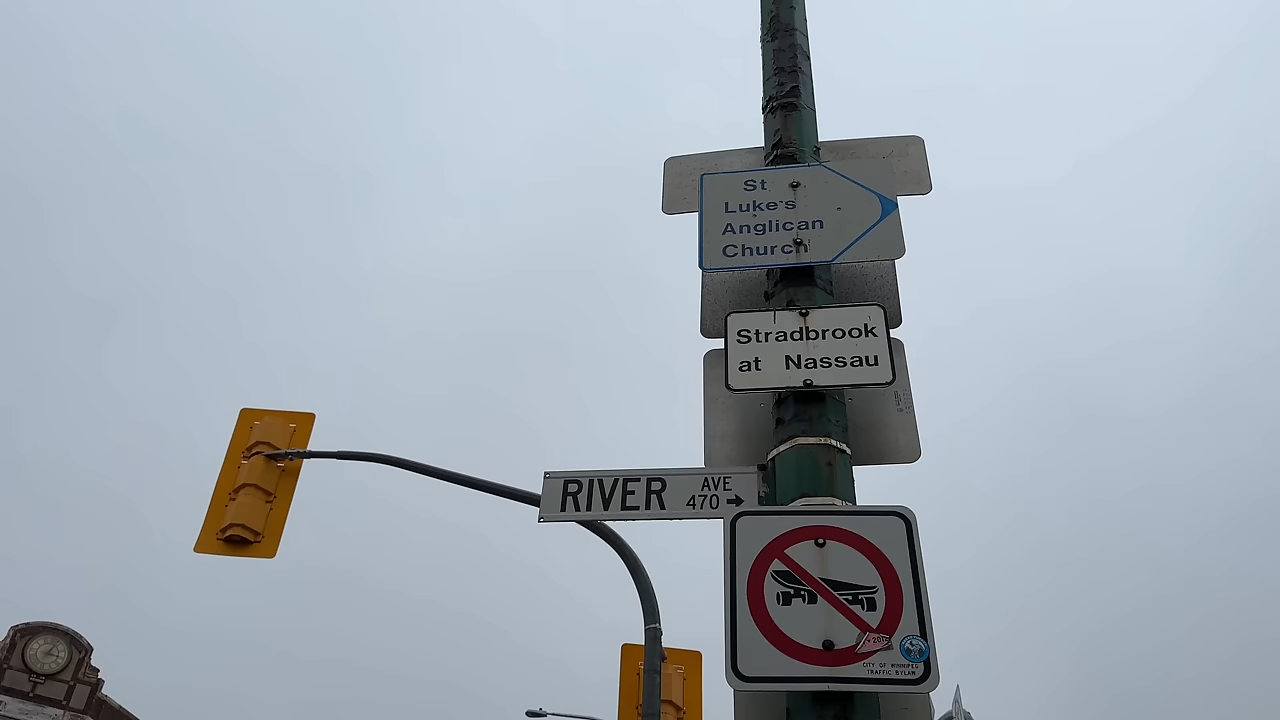 St
Luke's
Anglican
Church
Stradbrook
at Nassau
RIVER AVE
470
CITY OF WINNIPEG
TRAFFIC BYLAW